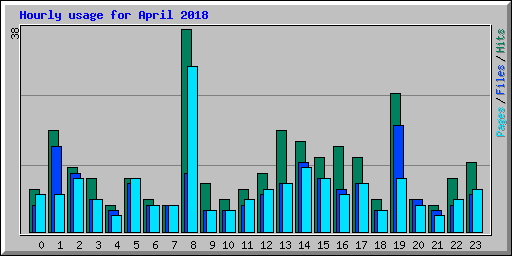 Hourly usage for April 2018
38
Pages / Files / Hits
0 1 2 3 4 5 6 7 8 9 10 11 12 13 14 15 16 17 18 19 20 21 22 23